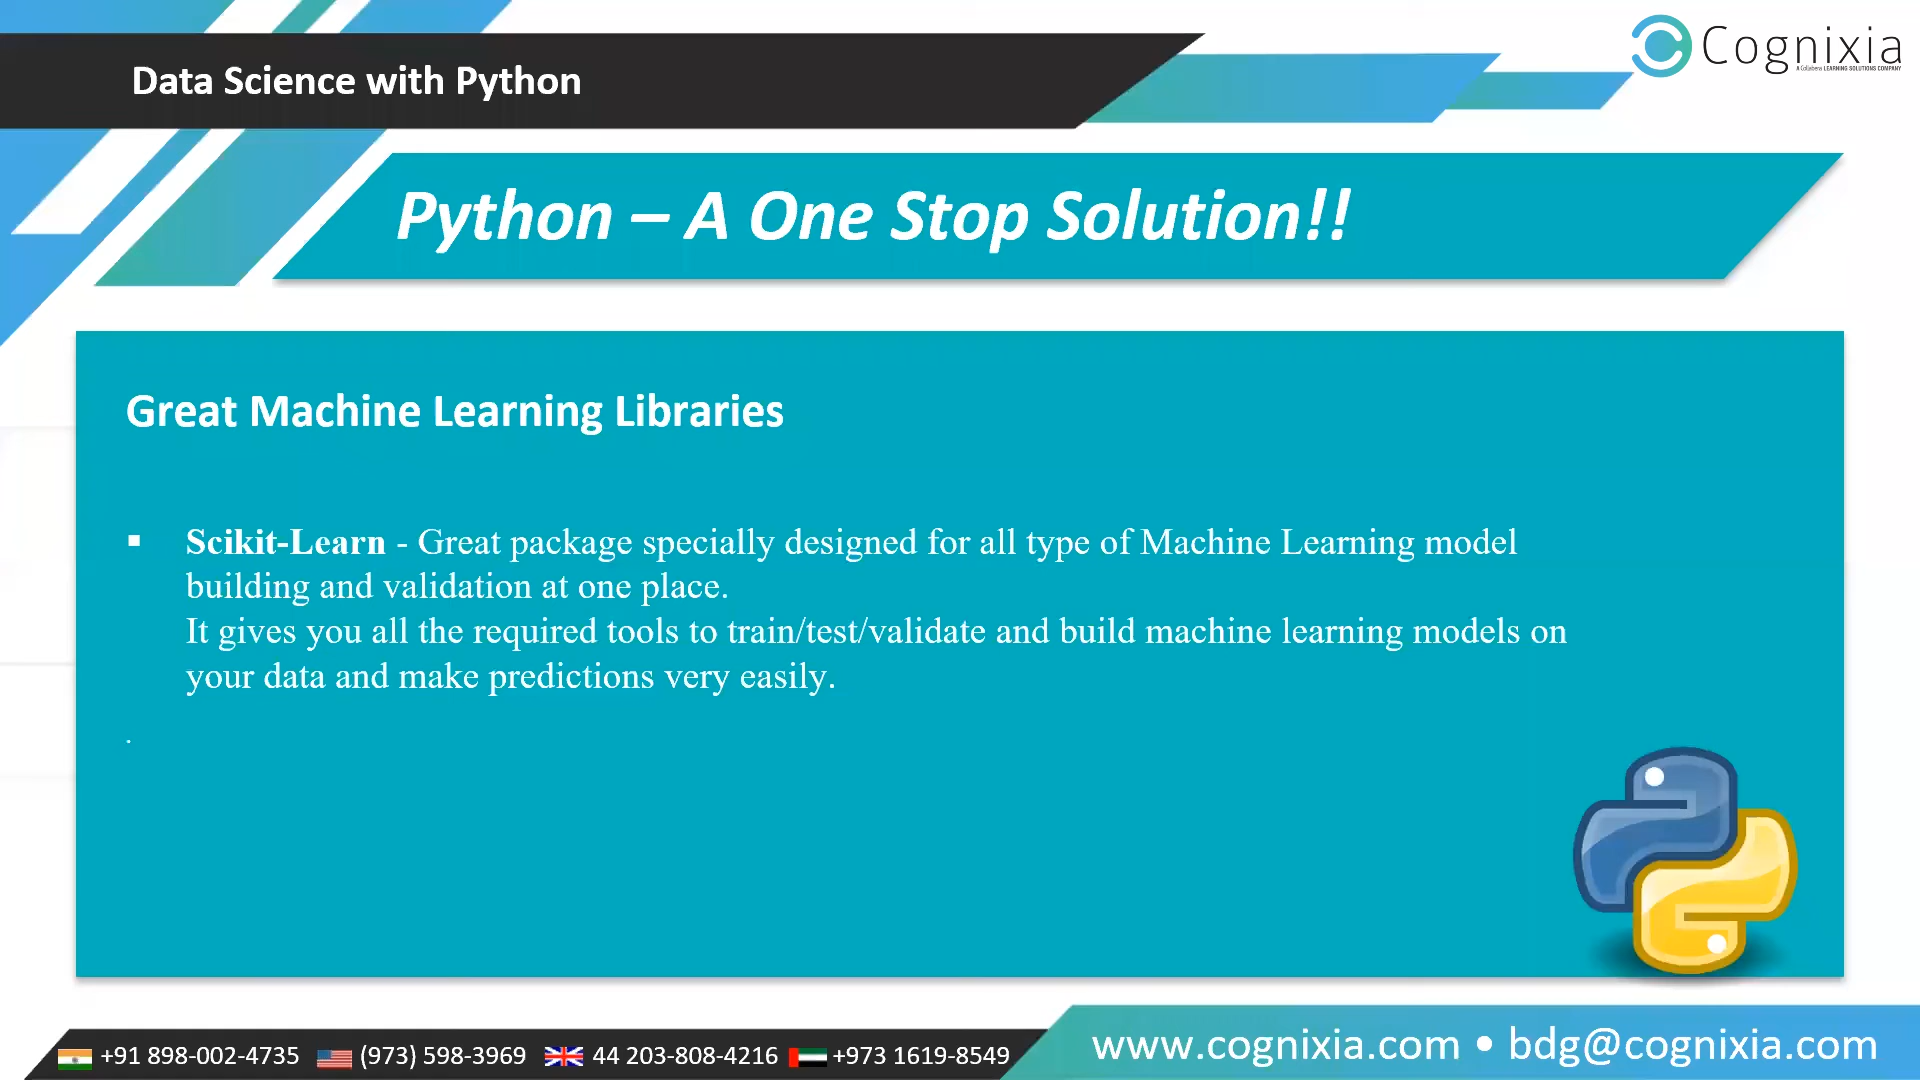 Cognixia
A Collabera LEARNING SOLUTIONS COMPANY
Data Science with Python
Python – A One Stop Solution!!
Great Machine Learning Libraries
▪ Scikit-Learn - Great package specially designed for all type of Machine Learning model
building and validation at one place.
It gives you all the required tools to train/test/validate and build machine learning models on
your data and make predictions very easily.
.
+91 898-002-4735 (973) 598-3969 44 203-808-4216 +973 1619-8549
www.cognixia.com • bdg@cognixia.com